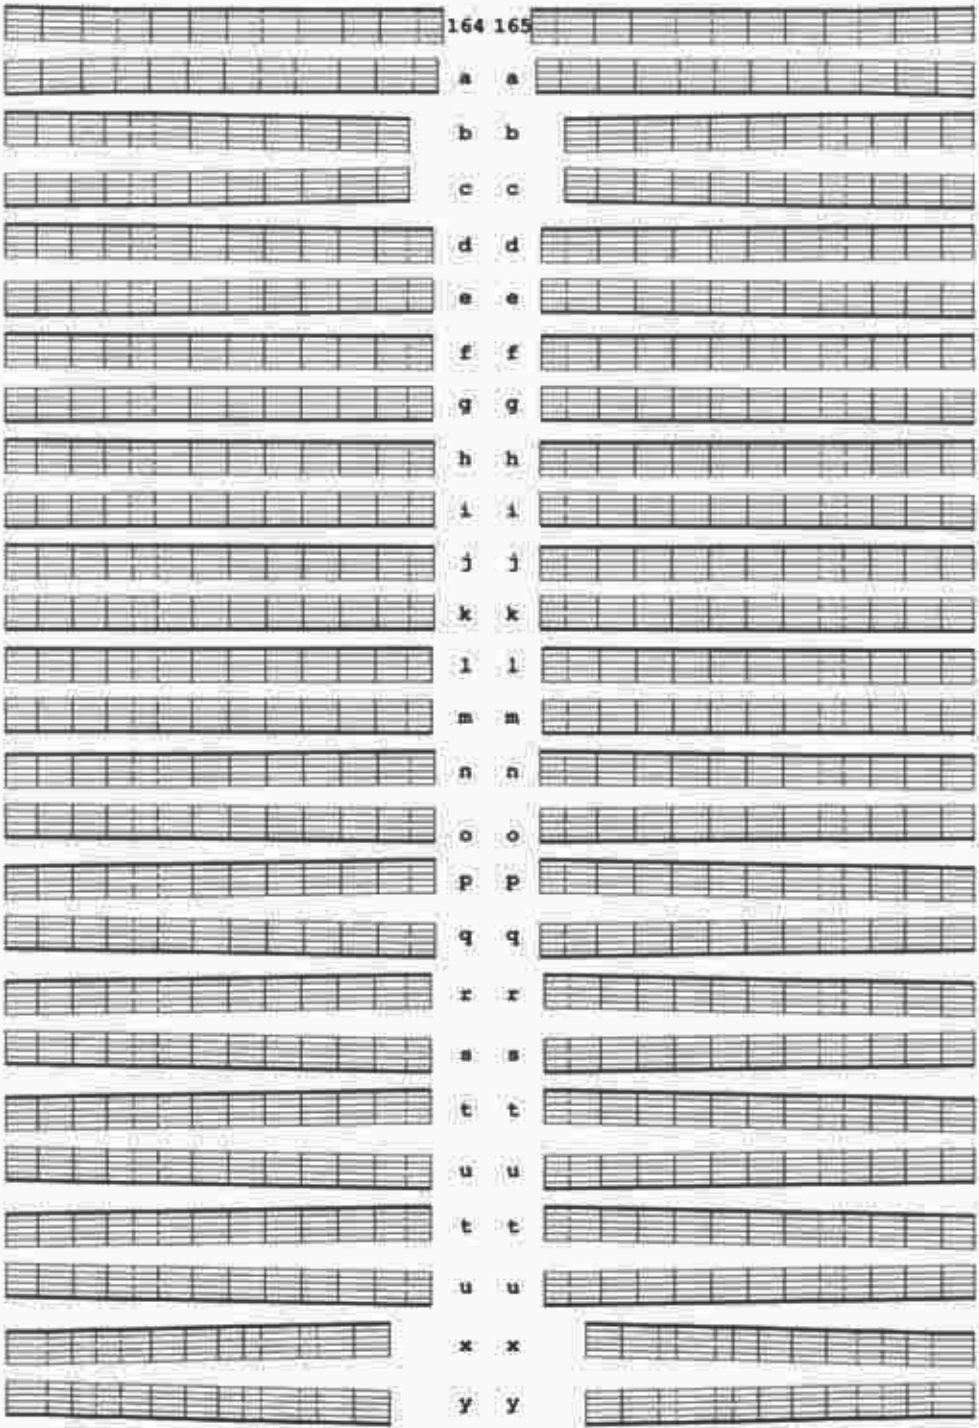 164 165
a a
b b
c c
d d
e e
f f
g g
h h
i i
j j
k k
l l
m m
n n
o o
p p
q q
r r
s s
t t
u u
t t
u u
x x
y y